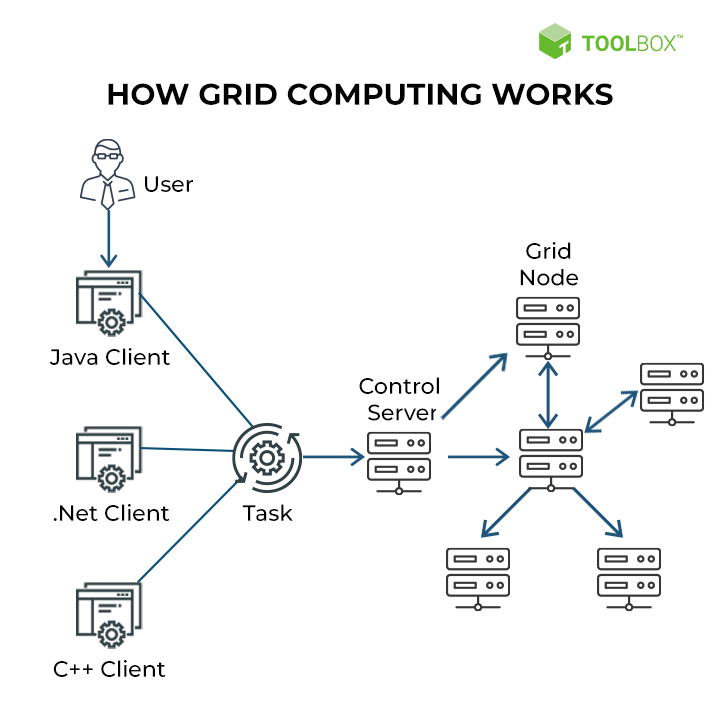 TOOLBOX™
HOW GRID COMPUTING WORKS
User
Java Client
.Net Client
C++ Client
Task
Control
Server
Grid
Node